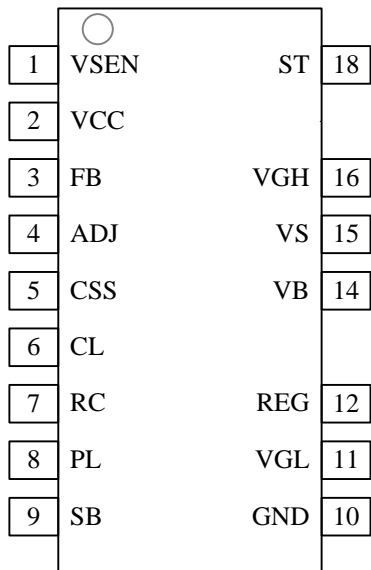 1 VSEN ST 18
2 VCC
3 FB VGH 16
4 ADJ VS 15
5 CSS VB 14
6 CL
7 RC REG 12
8 PL VGL 11
9 SB GND 10